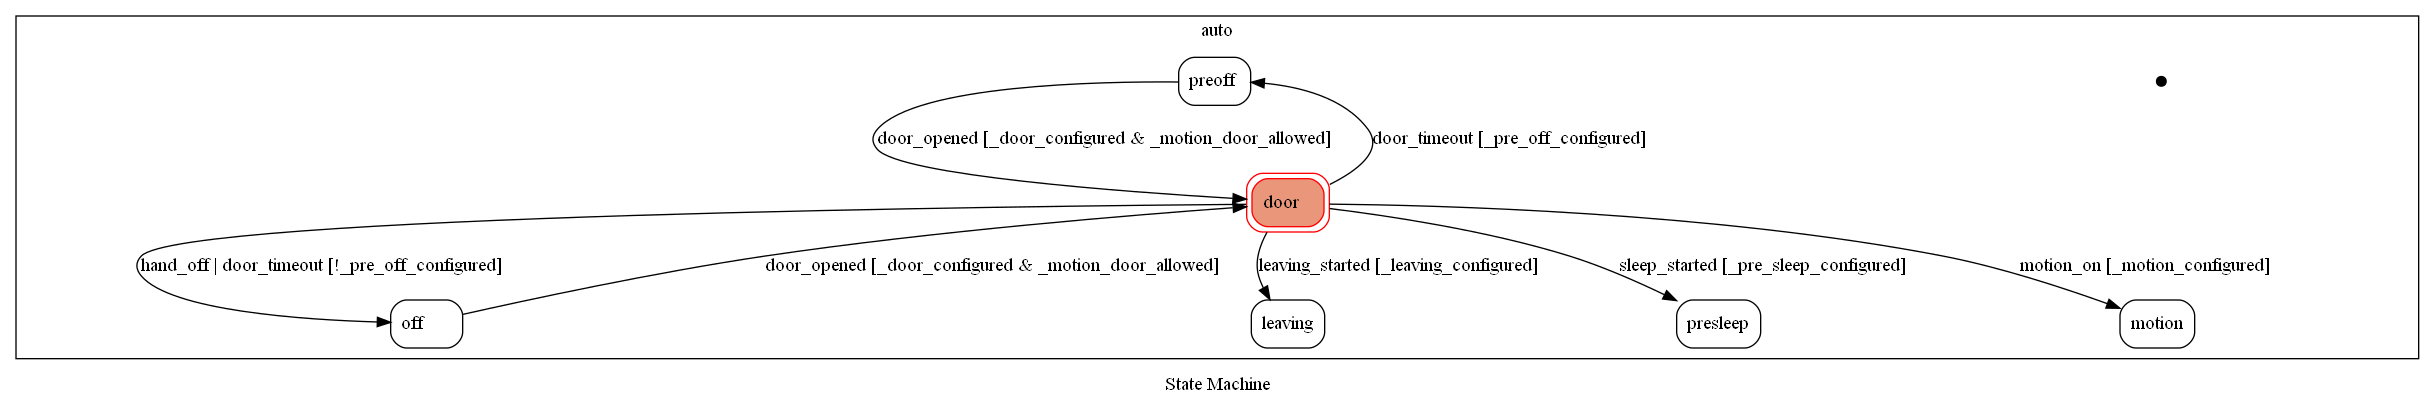 auto
preoff
door_opened [_door_configured & _motion_door_allowed]
door_timeout [_pre_off_configured]
door
hand_off | door_timeout [!_pre_off_configured]
door_opened [_door_configured & _motion_door_allowed]
leaving_started [_leaving_configured]
sleep_started [_pre_sleep_configured]
motion_on [_motion_configured]
off
leaving
presleep
motion
State Machine